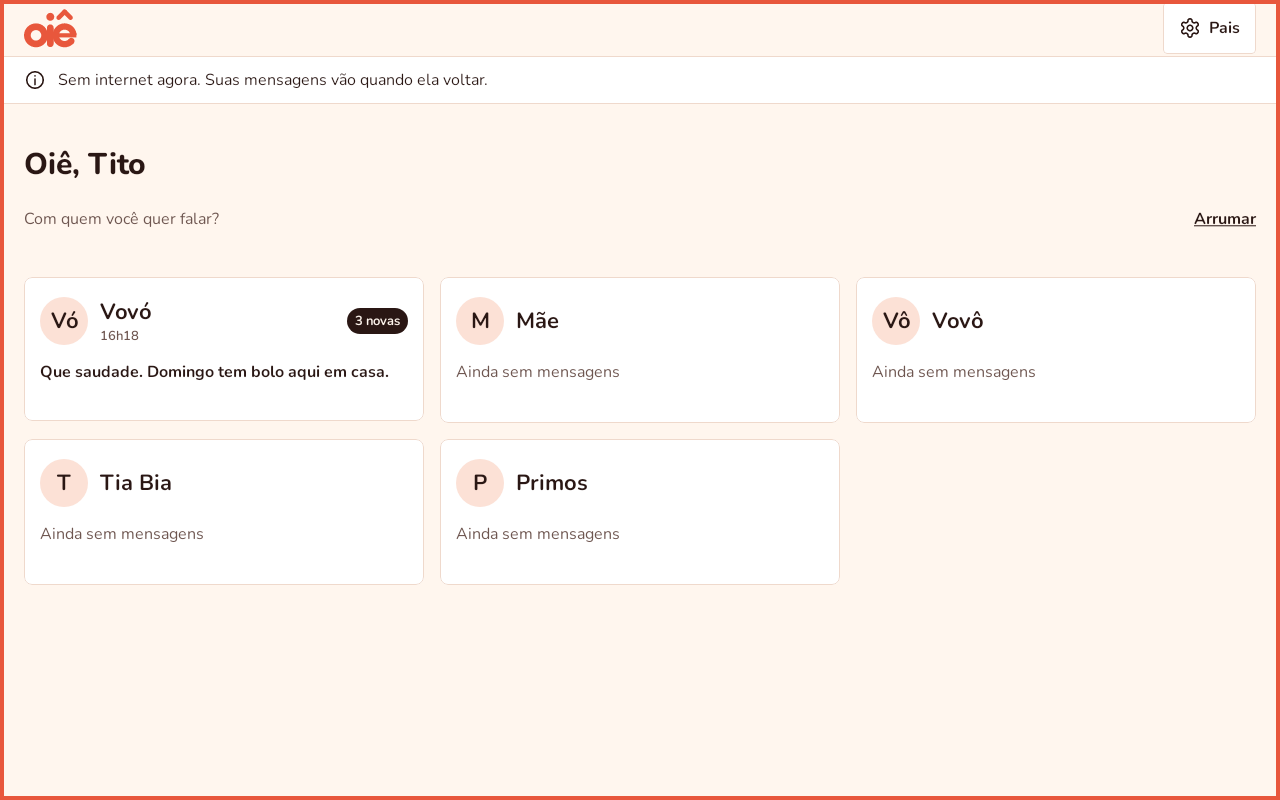 oiê
Pais
Sem internet agora. Suas mensagens vão quando ela voltar.
Oiê, Tito
Com quem você quer falar?
Arrumar
Vó
Vovó
16h18
3 novas
Que saudade. Domingo tem bolo aqui em casa.
M
Mãe
Ainda sem mensagens
Vô
Vovô
Ainda sem mensagens
T
Tia Bia
Ainda sem mensagens
P
Primos
Ainda sem mensagens